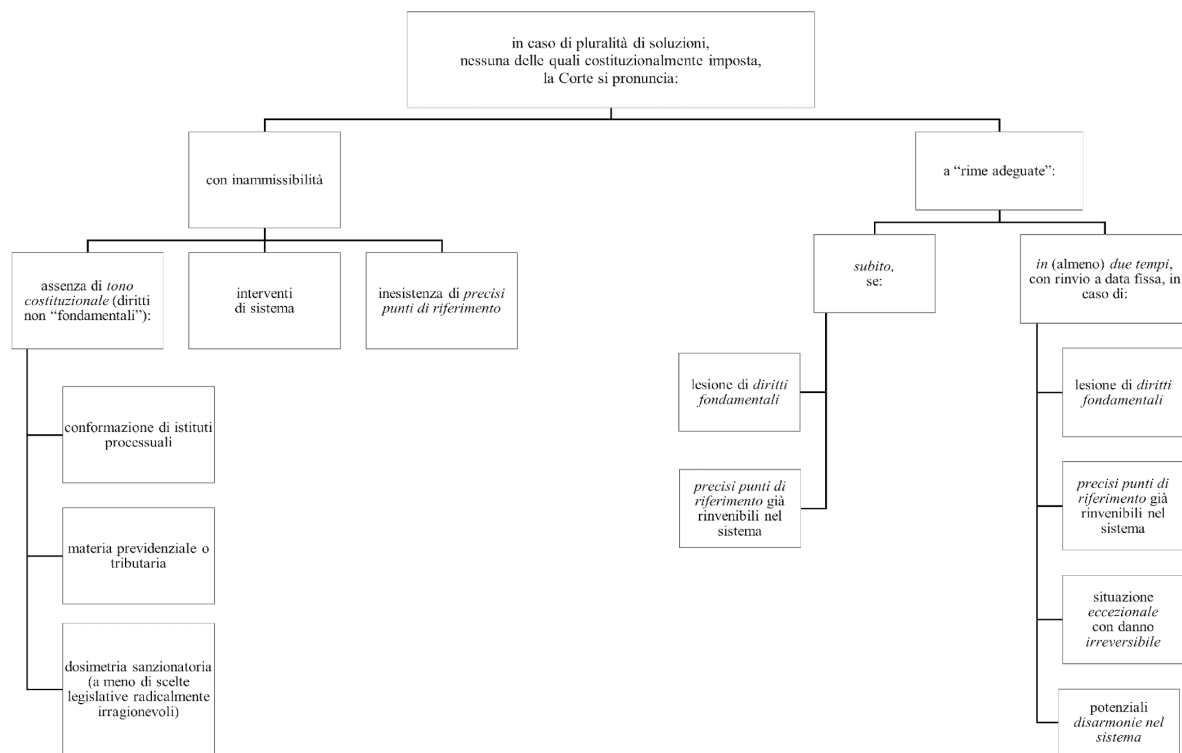 in caso di pluralità di soluzioni,
nessuna delle quali costituzionalmente imposta,
la Corte si pronuncia:
con inammissibilità
a “rime adeguate”:
assenza di tono
costituzionale (diritti
non “fondamentali”):
interventi
di sistema
inesistenza di precisi
punti di riferimento
subito,
se:
in (almeno) due tempi,
con rinvio a data fissa, in
caso di:
conformazione di istituti
processuali
materia previdenziale o
tributaria
dosimetria sanzionatoria
(a meno di scelte
legislative radicalmente
irragionevoli)
lesione di diritti
fondamentali
precisi punti di
riferimento già
rinvenibili nel
sistema
lesione di diritti
fondamentali
precisi punti di
riferimento già
rinvenibili nel
sistema
situazione
eccezionale
con danno
irreversibile
potenziali
disarmonie nel
sistema